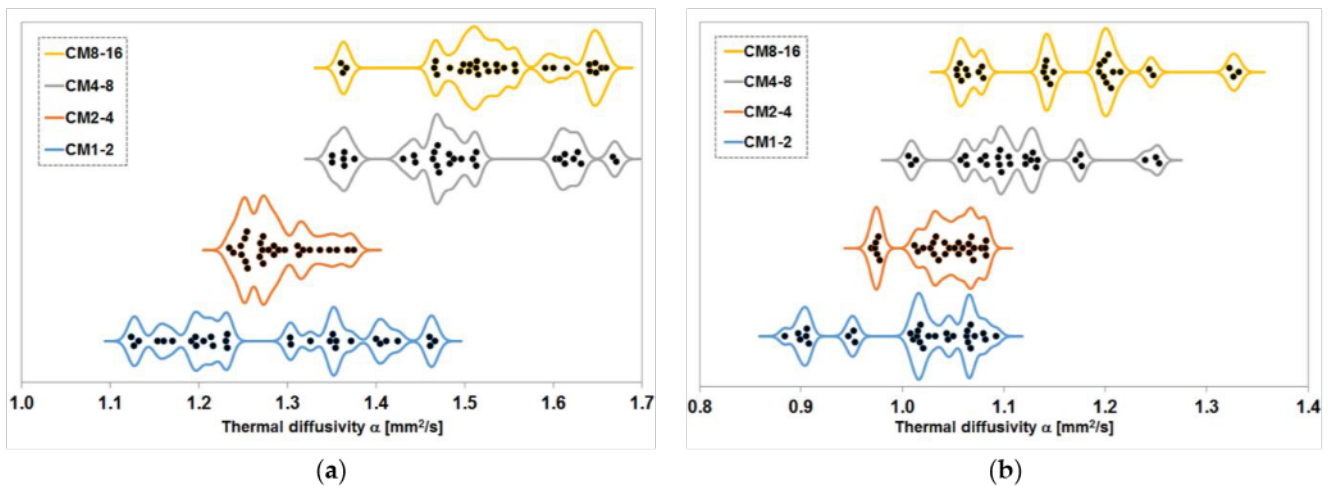 CM8-16
CM4-8
CM2-4
CM1-2
1.0 1.1 1.2 1.3 1.4 1.5 1.6 1.7
Thermal diffusivity α [mm²/s]
(a)
CM8-16
CM4-8
CM2-4
CM1-2
0.8 0.9 1.0 1.1 1.2 1.3 1.4
Thermal diffusivity α [mm²/s]
(b)